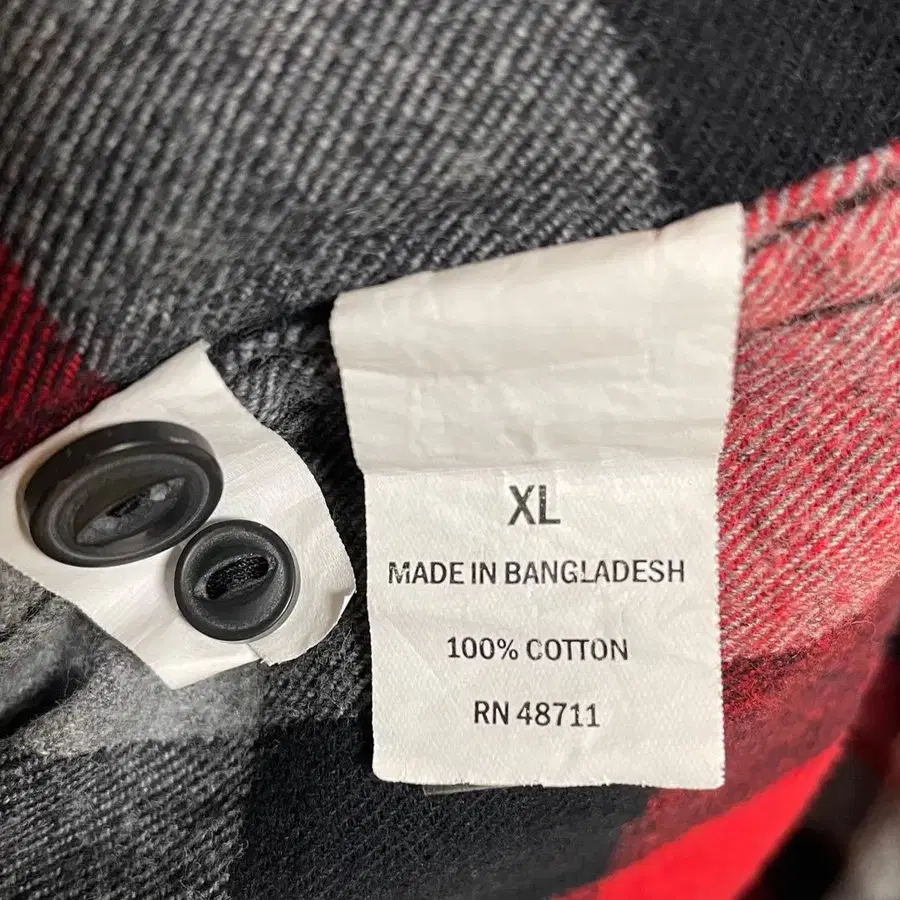 XL
MADE IN BANGLADESH
100% COTTON
RN 48711